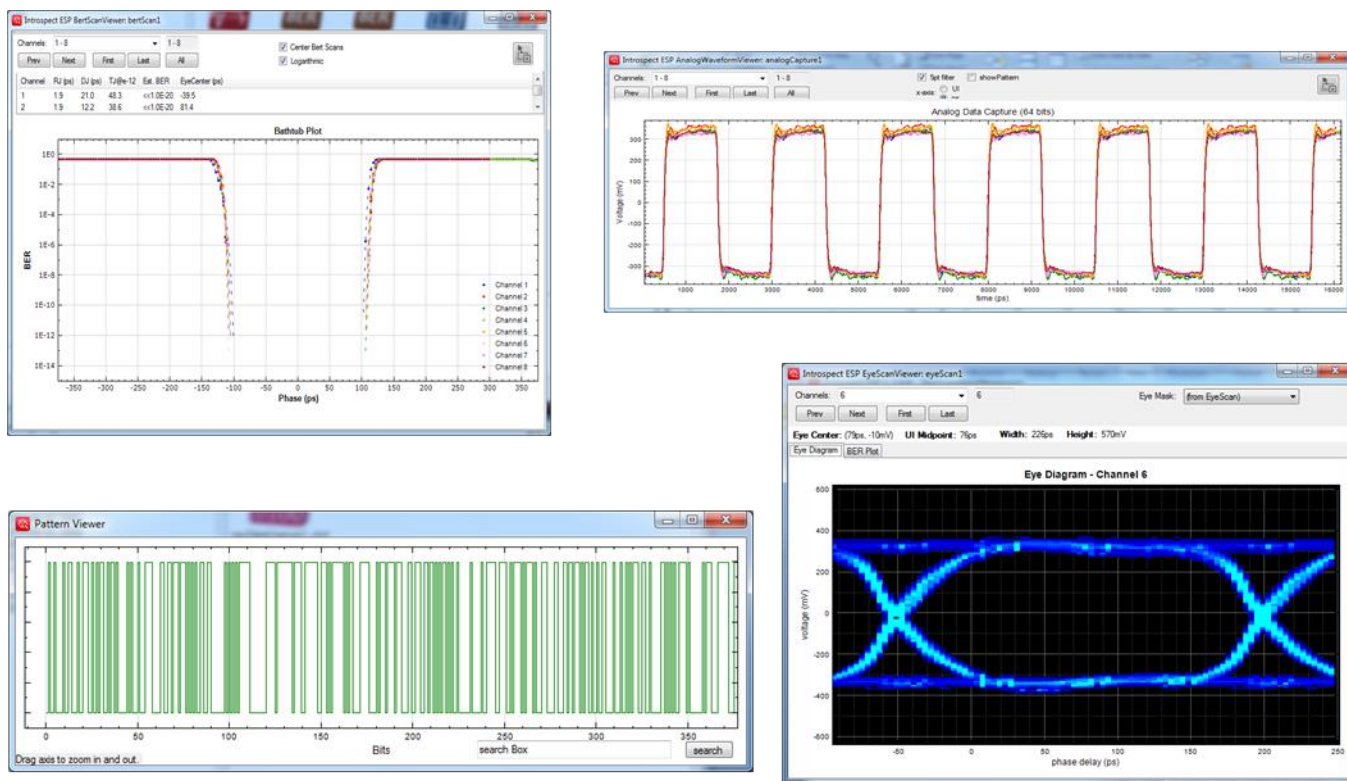 Introspect ESP BertScanViewer: bertScan1
Channels: 1 - 8 1 - 8
Center Bert Scans
Logarithmic
Prev Next First Last All
Channel RJ (ps) DJ (ps) TJ@e-12 Est. BER EyeCenter (ps)
1 1.9 21.0 48.3 <<1.0E-20 -39.5
2 1.9 12.2 38.6 <<1.0E-20 81.4
Bathtub Plot
1E0
1E-2
1E-4
1E-6
1E-8
1E-10
1E-12
1E-14
BER
Channel 1
Channel 2
Channel 3
Channel 4
Channel 5
Channel 6
Channel 7
Channel 8
-350 -300 -250 -200 -150 -100 -50 0 50 100 150 200 250 300 350
Phase (ps)
Introspect ESP AnalogWaveformViewer: analogCapture1
Channels: 1 - 8 1 - 8
5pt filter showPattern
Prev Next First Last All
x-axis: UI
Analog Data Capture (64 bits)
300
200
100
0
-100
-200
-300
Voltage (mV)
1000 2000 3000 4000 5000 6000 7000 8000 9000 10000 11000 12000 13000 14000 15000 16000
time (ps)
Introspect ESP EyeScanViewer: eyeScan1
Channels: 6 6
Eye Mask: (from EyeScan)
Prev Next First Last
Eye Center: (79ps, -10mV) UI Midpoint: 76ps Width: 226ps Height: 570mV
Eye Diagram BER Plot
Eye Diagram - Channel 6
600
400
200
0
-200
-400
-600
voltage (mV)
-50 0 50 100 150 200 250
phase delay (ps)
Pattern Viewer
0 50 100 150 200 250 300 350
Bits
search Box
search
Drag axis to zoom in and out.